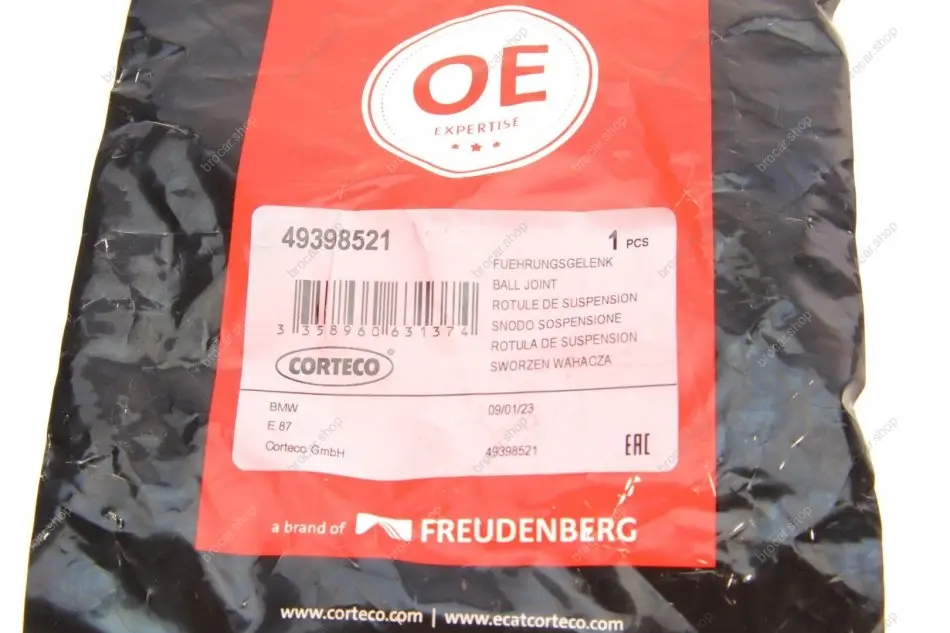 OE
EXPERTISE
49398521
1 PCS
FUEHRUNGSGELENK
BALL JOINT
ROTULE DE SUSPENSION
SNODO SOSPENSIONE
ROTULA DE SUSPENSION
SWORZEN WAHACZA
3 358960 631374
CORTECO®
BMW
09/01/23
E 87
Corteco GmbH
49398521
EAC
a brand of FREUDENBERG
www.corteco.com | www.ecatcorteco.com
brocar.shop